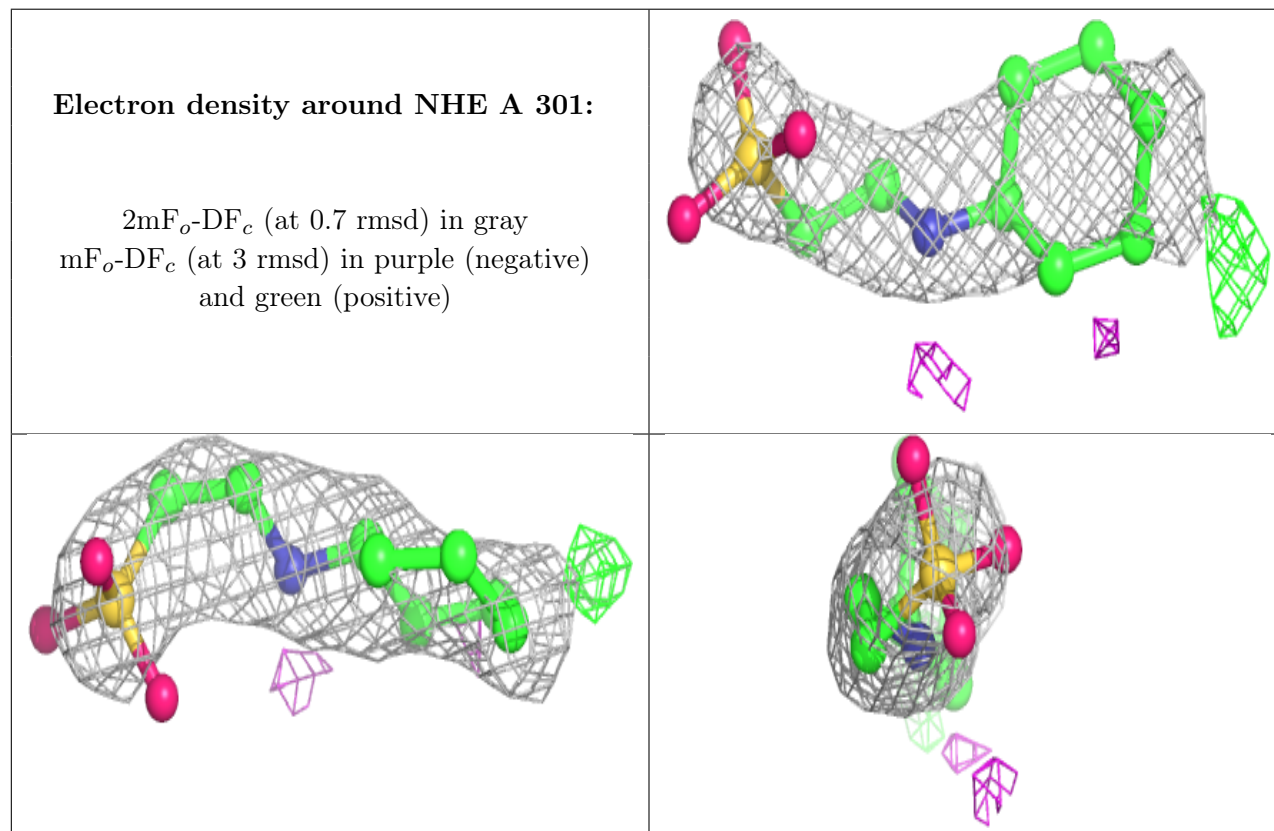 Electron density around NHE A 301:
2mFo-DFc (at 0.7 rmsd) in gray
mFo-DFc (at 3 rmsd) in purple (negative)
and green (positive)